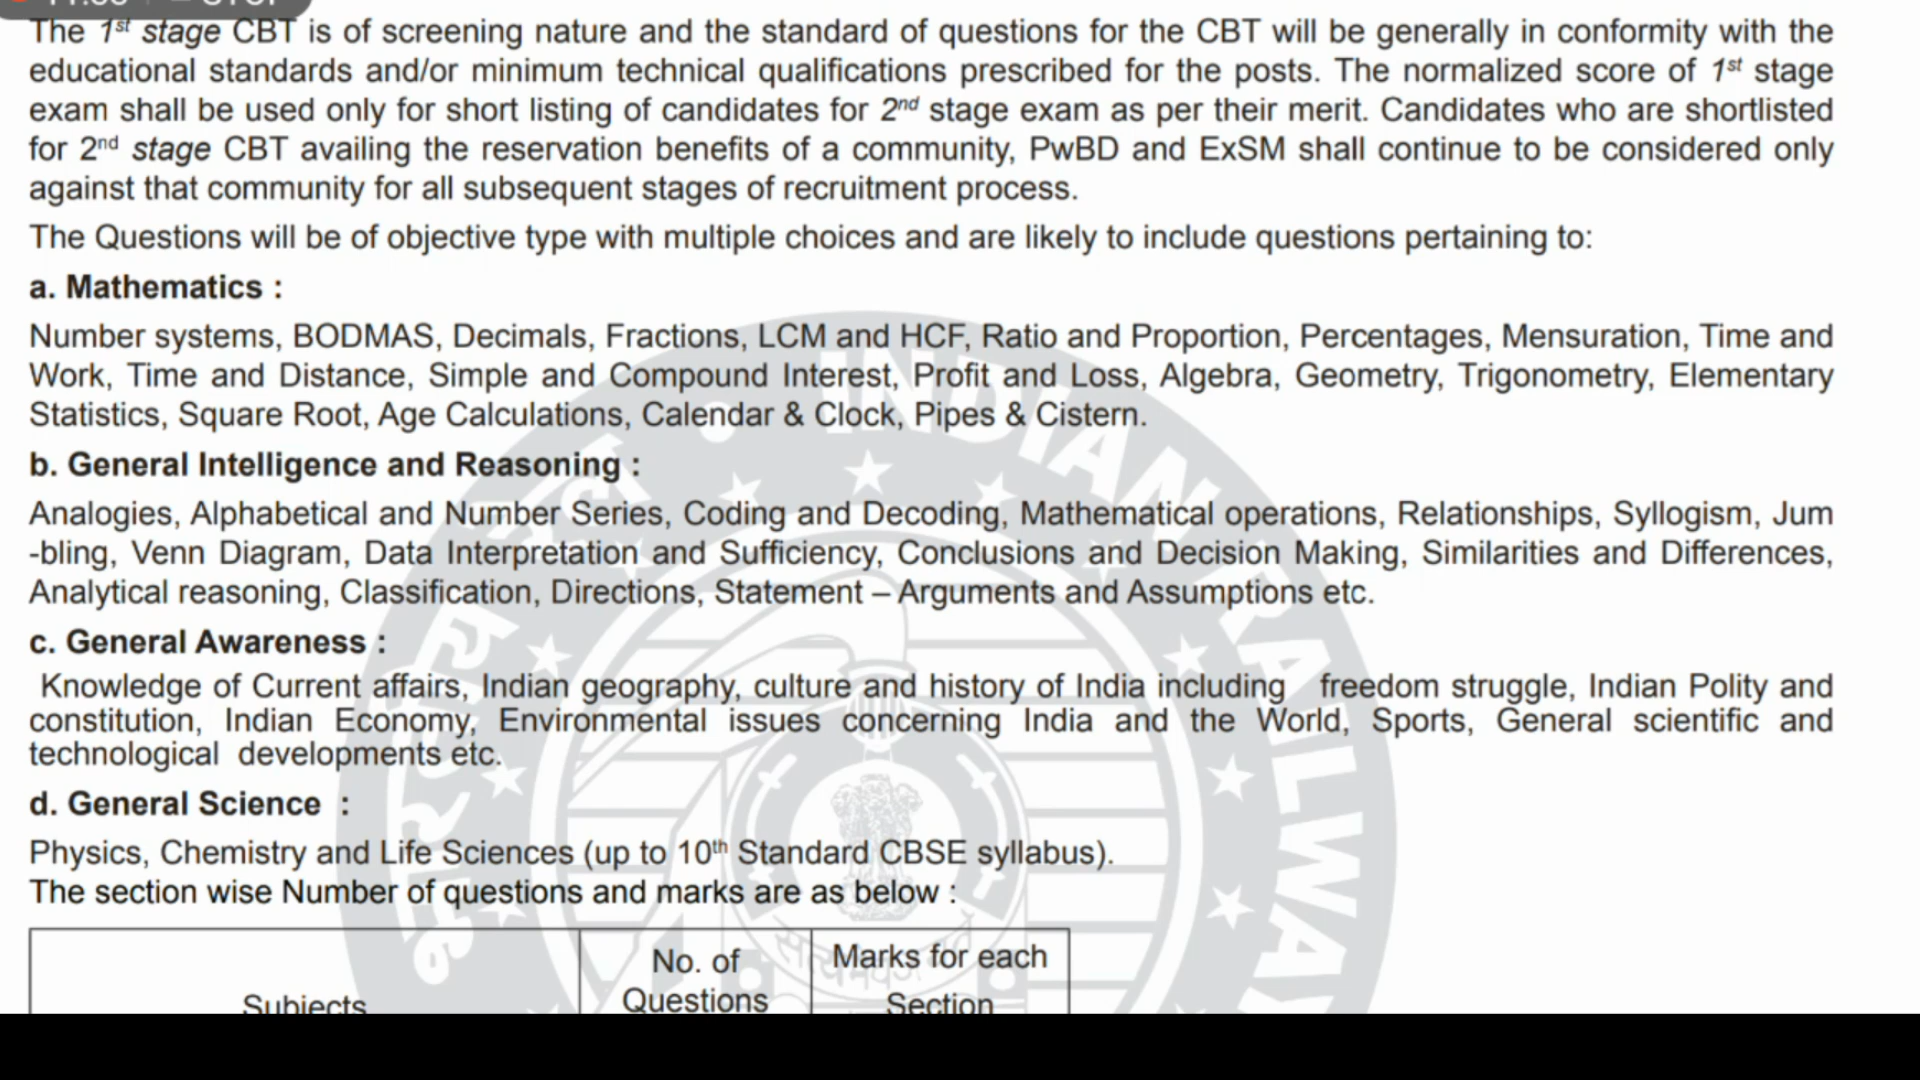 The 1st stage CBT is of screening nature and the standard of questions for the CBT will be generally in conformity with the
educational standards and/or minimum technical qualifications prescribed for the posts. The normalized score of 1st stage
exam shall be used only for short listing of candidates for 2nd stage exam as per their merit. Candidates who are shortlisted
for 2nd stage CBT availing the reservation benefits of a community, PwBD and ExSM shall continue to be considered only
against that community for all subsequent stages of recruitment process.
The Questions will be of objective type with multiple choices and are likely to include questions pertaining to:
a. Mathematics :
Number systems, BODMAS, Decimals, Fractions, LCM and HCF, Ratio and Proportion, Percentages, Mensuration, Time and
Work, Time and Distance, Simple and Compound Interest, Profit and Loss, Algebra, Geometry, Trigonometry, Elementary
Statistics, Square Root, Age Calculations, Calendar & Clock, Pipes & Cistern.
b. General Intelligence and Reasoning :
Analogies, Alphabetical and Number Series, Coding and Decoding, Mathematical operations, Relationships, Syllogism, Jum
-bling, Venn Diagram, Data Interpretation and Sufficiency, Conclusions and Decision Making, Similarities and Differences,
Analytical reasoning, Classification, Directions, Statement – Arguments and Assumptions etc.
c. General Awareness :
Knowledge of Current affairs, Indian geography, culture and history of India including freedom struggle, Indian Polity and
constitution, Indian Economy, Environmental issues concerning India and the World, Sports, General scientific and
technological developments etc.
d. General Science :
Physics, Chemistry and Life Sciences (up to 10th Standard CBSE syllabus).
The section wise Number of questions and marks are as below :
Subjects
No. of
Questions
Marks for each
Section
INDIAN RAILWA